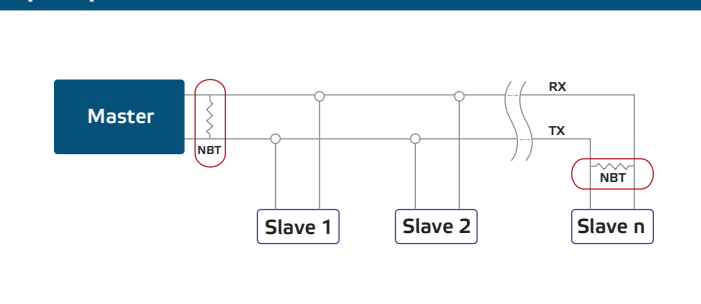 RX
Master
TX
NBT
NBT
Slave 1
Slave 2
Slave n